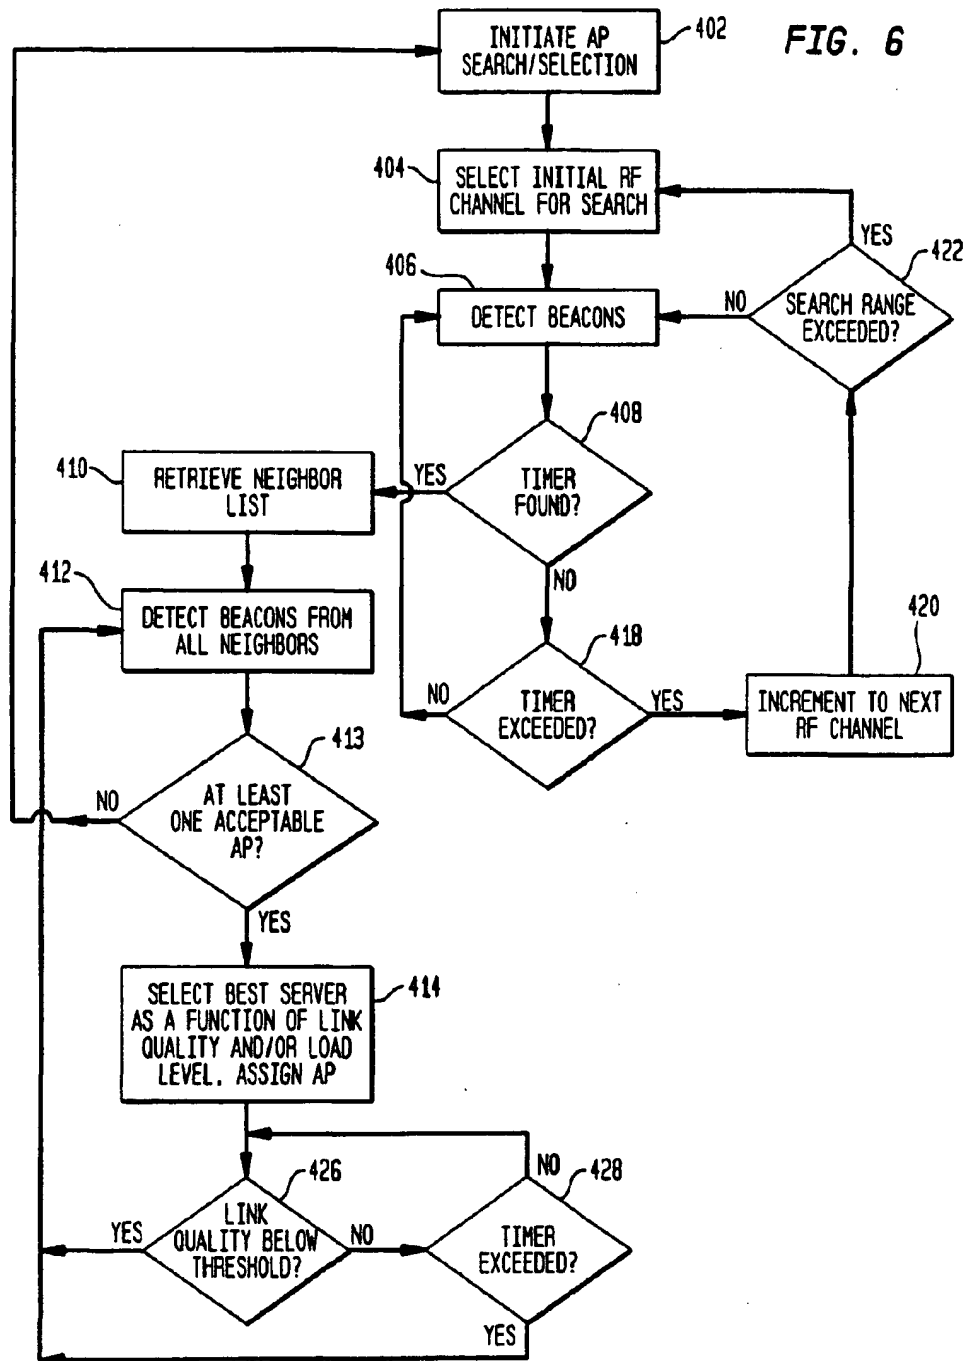 FIG. 6
INITIATE AP
SEARCH/SELECTION
402
404
SELECT INITIAL RF
CHANNEL FOR SEARCH
YES
422
406
DETECT BEACONS
NO
SEARCH RANGE
EXCEEDED?
408
410
RETRIEVE NEIGHBOR
LIST
YES
TIMER
FOUND?
NO
412
DETECT BEACONS FROM
ALL NEIGHBORS
418
420
NO
TIMER
EXCEEDED?
YES
INCREMENT TO NEXT
RF CHANNEL
413
NO
AT LEAST
ONE ACCEPTABLE
AP?
YES
SELECT BEST SERVER
AS A FUNCTION OF LINK
QUALITY AND/OR LOAD
LEVEL. ASSIGN AP
414
426
NO
428
YES
LINK
QUALITY BELOW
THRESHOLD?
NO
TIMER
EXCEEDED?
YES